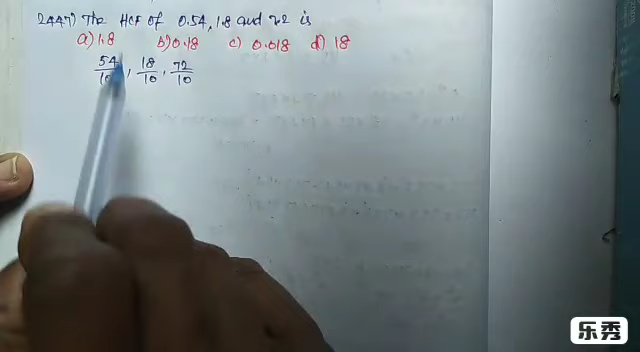 2447) The HCF of 0.54, 1.8 and 7.2 is
a) 1.8 b) 0.18 c) 0.018 d) 18
54/10 , 18/10 , 72/10
乐秀